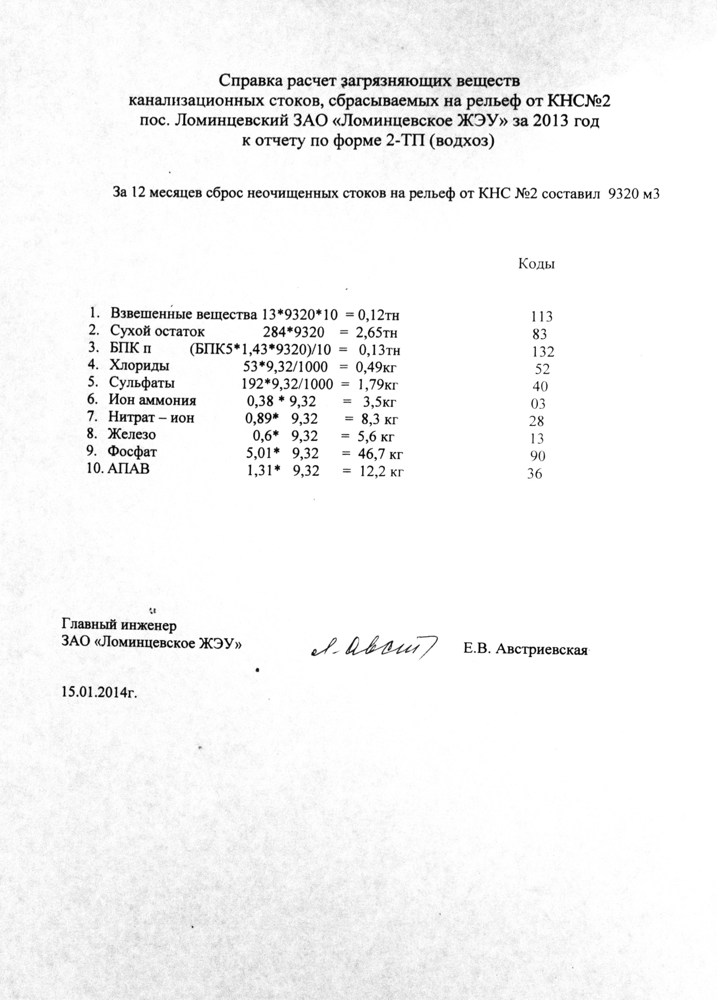 Справка расчет загрязняющих веществ
канализационных стоков, сбрасываемых на рельеф от КНС№2
пос. Ломинцевский ЗАО «Ломинцевское ЖЭУ» за 2013 год
к отчету по форме 2-ТП (водхоз)
За 12 месяцев сброс неочищенных стоков на рельеф от КНС №2 составил 9320 м3
Коды
1. Взвешенные вещества 13*9320*10 = 0,12тн 113
2. Сухой остаток 284*9320 = 2,65тн 83
3. БПК п (БПК5*1,43*9320)/10 = 0,13тн 132
4. Хлориды 53*9,32/1000 = 0,49кг 52
5. Сульфаты 192*9,32/1000 = 1,79кг 40
6. Ион аммония 0,38 * 9,32 = 3,5кг 03
7. Нитрат – ион 0,89* 9,32 = 8,3 кг 28
8. Железо 0,6* 9,32 = 5,6 кг 13
9. Фосфат 5,01* 9,32 = 46,7 кг 90
10. АПАВ 1,31* 9,32 = 12,2 кг 36
Главный инженер
ЗАО «Ломинцевское ЖЭУ» Е.В. Австриевская
15.01.2014г.